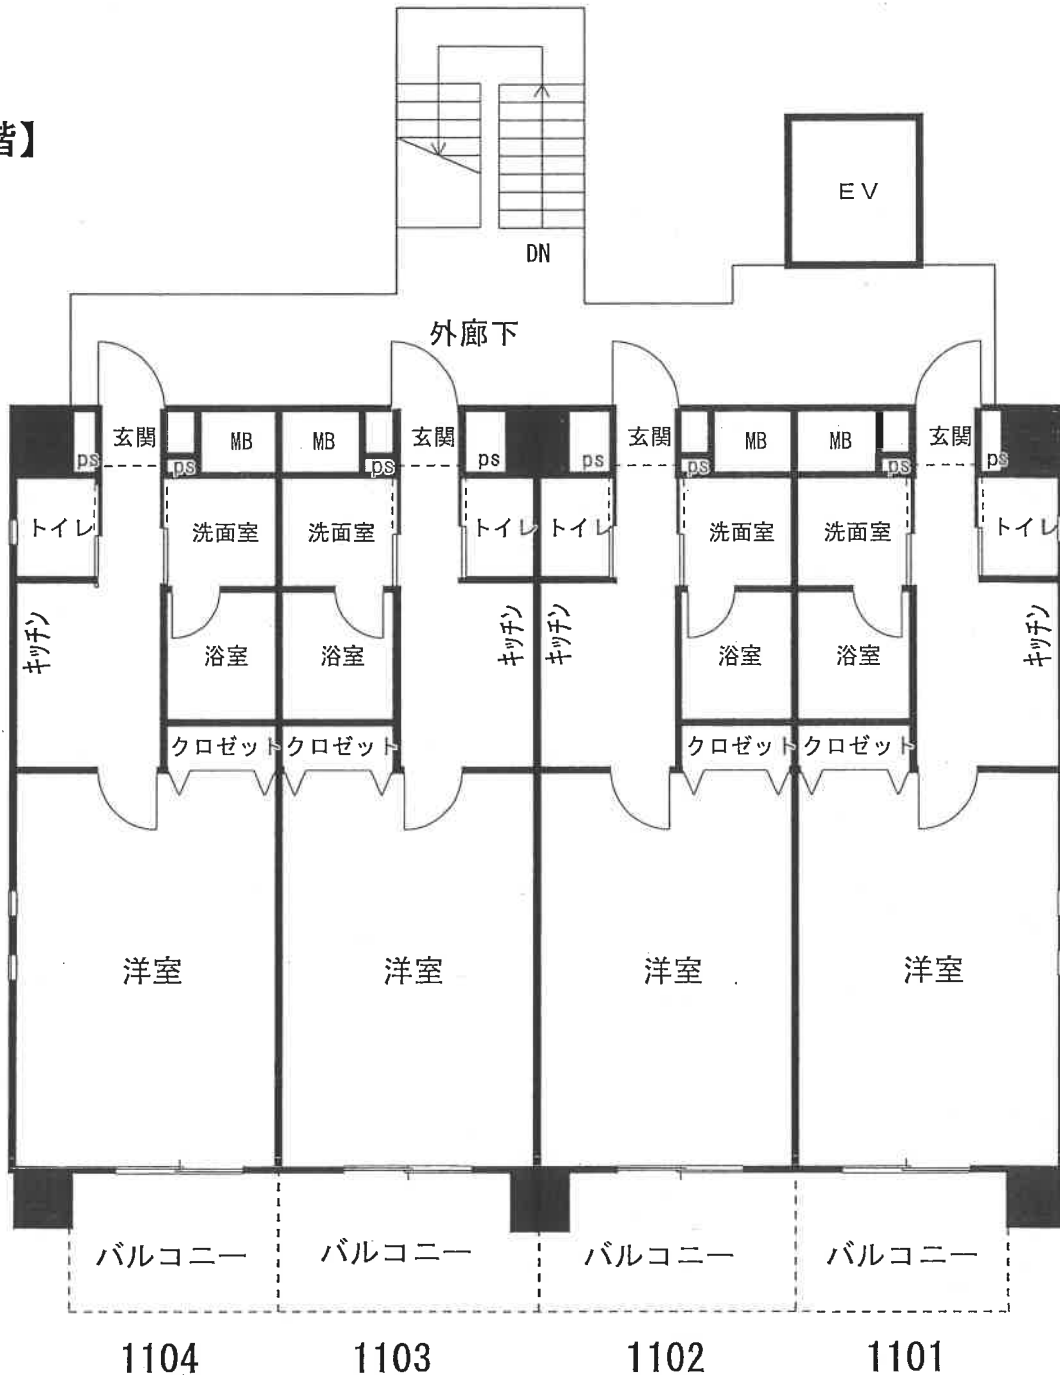 階】
EV
DN
外廊下
玄関 MB MB 玄関 玄関 MB MB 玄関
ps ps ps ps ps ps ps ps
トイレ 洗面室 洗面室 トイレ トイレ 洗面室 洗面室 トイレ
キッチン 浴室 浴室 キッチン キッチン 浴室 浴室 キッチン
クロゼット クロゼット クロゼット クロゼット
洋室 洋室 洋室 洋室
バルコニー バルコニー バルコニー バルコニー
1104 1103 1102 1101